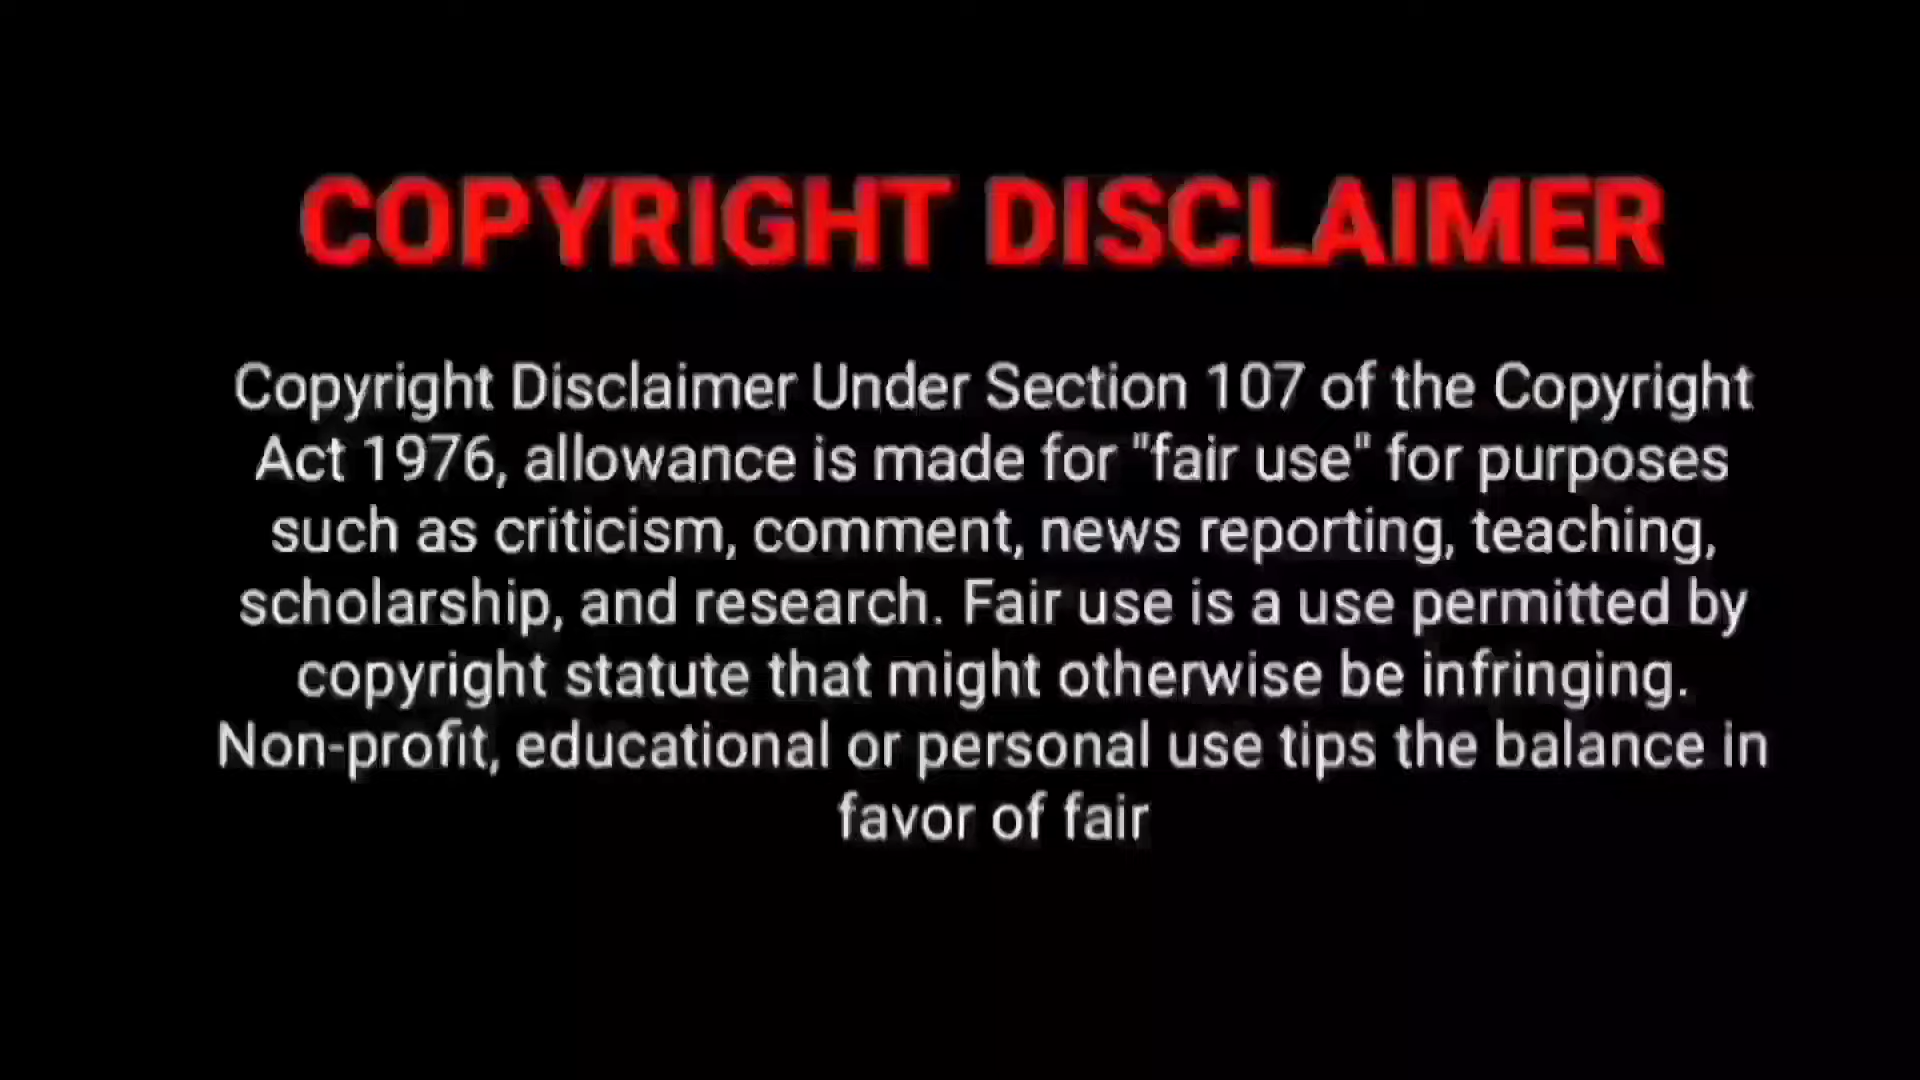 COPYRIGHT DISCLAIMER
Copyright Disclaimer Under Section 107 of the Copyright
Act 1976, allowance is made for "fair use" for purposes
such as criticism, comment, news reporting, teaching,
scholarship, and research. Fair use is a use permitted by
copyright statute that might otherwise be infringing.
Non-profit, educational or personal use tips the balance in
favor of fair